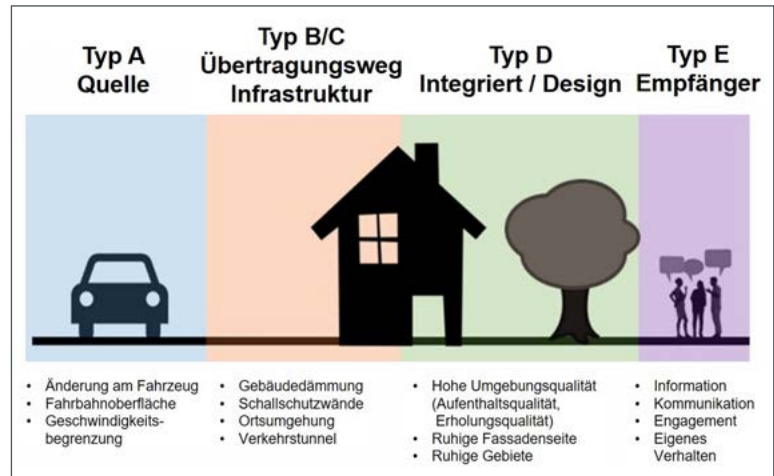 Typ A
Quelle
Typ B/C
Übertragungsweg
Infrastruktur
Typ D
Integriert / Design
Typ E
Empfänger
• Änderung am Fahrzeug
• Fahrbahnoberfläche
• Geschwindigkeits-
begrenzung
• Gebäudedämmung
• Schallschutzwände
• Ortsumgehung
• Verkehrstunnel
• Hohe Umgebungsqualität
(Aufenthaltsqualität,
Erholungsqualität)
• Ruhige Fassadenseite
• Ruhige Gebiete
• Information
• Kommunikation
• Engagement
• Eigenes
Verhalten